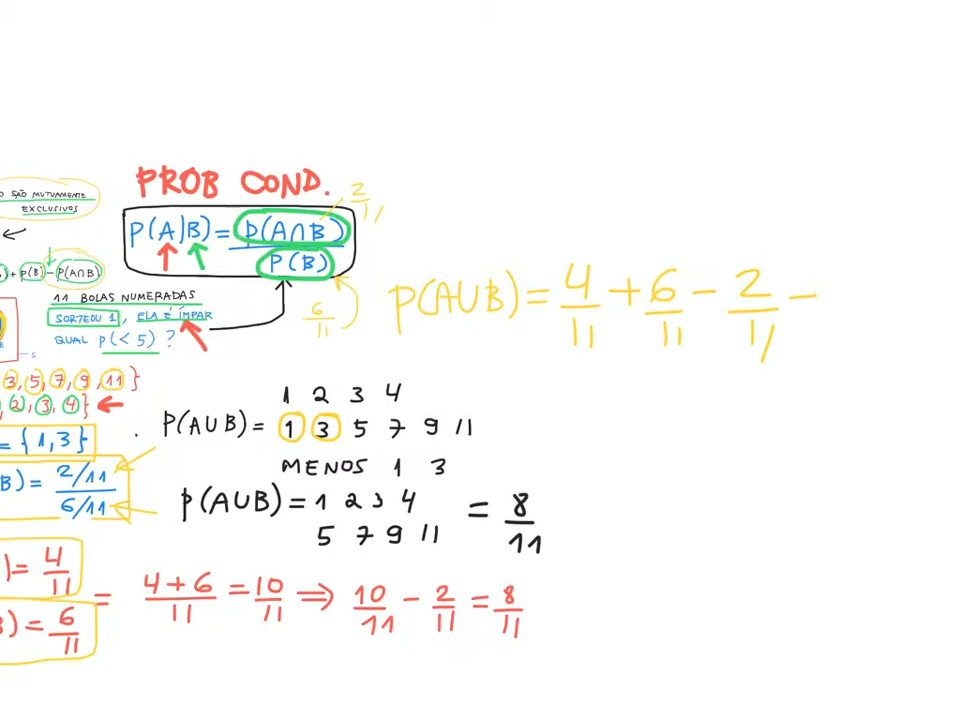 O SÃO MUTUAMENTE
EXCLUSIVOS
+ P(B) - P(A∩B)
PROB COND.
P(A|B) = P(A∩B)
P(B)
2/11
6/11
11 BOLAS NUMERADAS
SORTEOU 1, ELA É ÍMPAR
QUAL P(< 5) ?
P(A∪B) = 4/11 + 6/11 - 2/11 -
3, 5, 7, 9, 11}
2, 3, 4}
= {1,3}
B) = 2/11
6/11
) = 4/11
B) = 6/11
1 2 3 4
P(A∪B) = 1 3 5 7 9 11
MENOS 1 3
P(A∪B) = 1 2 3 4
5 7 9 11
= 8/11
= 4+6/11 = 10/11 ⇒ 10/11 - 2/11 = 8/11